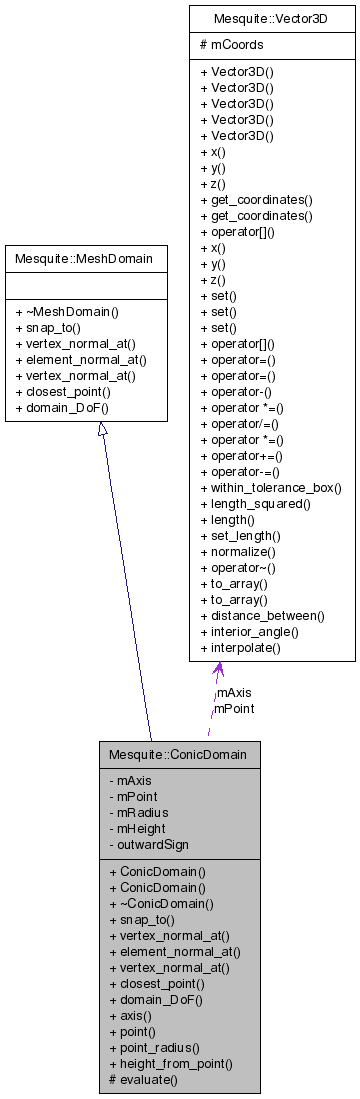 Mesquite::Vector3D
# mCoords
+ Vector3D()
+ Vector3D()
+ Vector3D()
+ Vector3D()
+ Vector3D()
+ x()
+ y()
+ z()
+ get_coordinates()
+ get_coordinates()
+ operator[]()
+ x()
+ y()
+ z()
+ set()
+ set()
+ set()
+ operator[]()
+ operator=()
+ operator=()
+ operator-()
+ operator *=()
+ operator/=()
+ operator *=()
+ operator+=()
+ operator-=()
+ within_tolerance_box()
+ length_squared()
+ length()
+ set_length()
+ normalize()
+ operator~()
+ to_array()
+ to_array()
+ distance_between()
+ interior_angle()
+ interpolate()
Mesquite::MeshDomain
+ ~MeshDomain()
+ snap_to()
+ vertex_normal_at()
+ element_normal_at()
+ vertex_normal_at()
+ closest_point()
+ domain_DoF()
mAxis
mPoint
Mesquite::ConicDomain
- mAxis
- mPoint
- mRadius
- mHeight
- outwardSign
+ ConicDomain()
+ ConicDomain()
+ ~ConicDomain()
+ snap_to()
+ vertex_normal_at()
+ element_normal_at()
+ vertex_normal_at()
+ closest_point()
+ domain_DoF()
+ axis()
+ point()
+ point_radius()
+ height_from_point()
# evaluate()